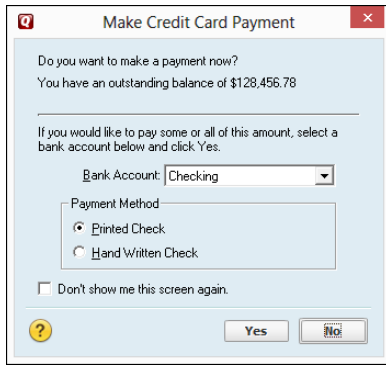 Make Credit Card Payment
Do you want to make a payment now?
You have an outstanding balance of $128,456.78
If you would like to pay some or all of this amount, select a
bank account below and click Yes.
Bank Account: Checking
Payment Method
Printed Check
Hand Written Check
Don't show me this screen again.
? Yes No